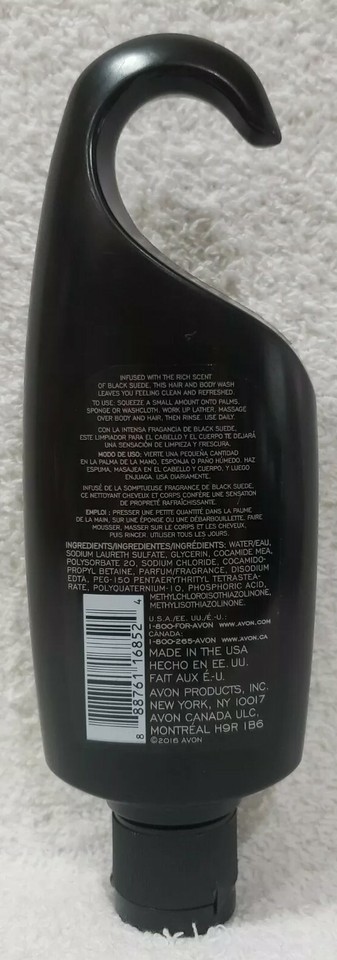 INFUSED WITH THE RICH SCENT
OF BLACK SUEDE, THIS HAIR AND BODY WASH
LEAVES YOU FEELING CLEAN AND REFRESHED.
TO USE: SQUEEZE A SMALL AMOUNT ONTO PALMS,
SPONGE OR WASHCLOTH. WORK UP LATHER. MASSAGE
OVER BODY AND HAIR, THEN RINSE. USE DAILY.
CON LA INTENSA FRAGANCIA DE BLACK SUEDE,
ESTE LIMPIADOR PARA EL CABELLO Y EL CUERPO TE DEJARÁ
UNA SENSACIÓN DE LIMPIEZA Y FRESCURA.
MODO DE USO: VIERTE UNA PEQUEÑA CANTIDAD
EN LA PALMA DE LA MANO, ESPONJA O PAÑO HÚMEDO. HAZ
ESPUMA, MASAJEA EN EL CABELLO Y CUERPO, Y LUEGO
ENJUAGA. USA DIARIAMENTE.
INFUSÉ DE LA SOMPTUEUSE FRAGRANCE DE BLACK SUEDE,
CE NETTOYANT CHEVEUX ET CORPS CONFÈRE UNE SENSATION
DE PROPRETÉ RAFRAÎCHISSANTE.
EMPLOI : PRESSER UNE PETITE QUANTITÉ DANS LA PAUME
DE LA MAIN, SUR UNE ÉPONGE OU UNE DÉBARBOUILLETTE. FAIRE
MOUSSER, MASSER SUR LE CORPS ET LES CHEVEUX,
PUIS RINCER. UTILISER TOUS LES JOURS.
INGREDIENTS/INGREDIENTES/INGRÉDIENTS: WATER/EAU,
SODIUM LAURETH SULFATE, GLYCERIN, COCAMIDE MEA,
POLYSORBATE 20, SODIUM CHLORIDE, COCAMIDO-
PROPYL BETAINE, PARFUM/FRAGRANCE, DISODIUM
EDTA, PEG-150 PENTAERYTHRITYL TETRASTEA-
RATE, POLYQUATERNIUM-10, PHOSPHORIC ACID,
METHYLCHLOROISOTHIAZOLINONE,
METHYLISOTHIAZOLINONE.
U.S.A./EE. UU./É.-U.:
1-800-FOR-AVON WWW.AVON.COM
CANADA:
1-800-265-AVON WWW.AVON.CA
MADE IN THE USA
HECHO EN EE. UU.
FAIT AUX É.-U.
AVON PRODUCTS, INC.
NEW YORK, NY 10017
AVON CANADA ULC,
MONTRÉAL H9R 1B6
©2016 AVON
8 88761 16852 4